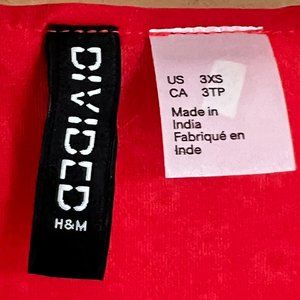 DIVIDED
H&M
US 3XS
CA 3TP
Made in
India
Fabriqué en
Inde